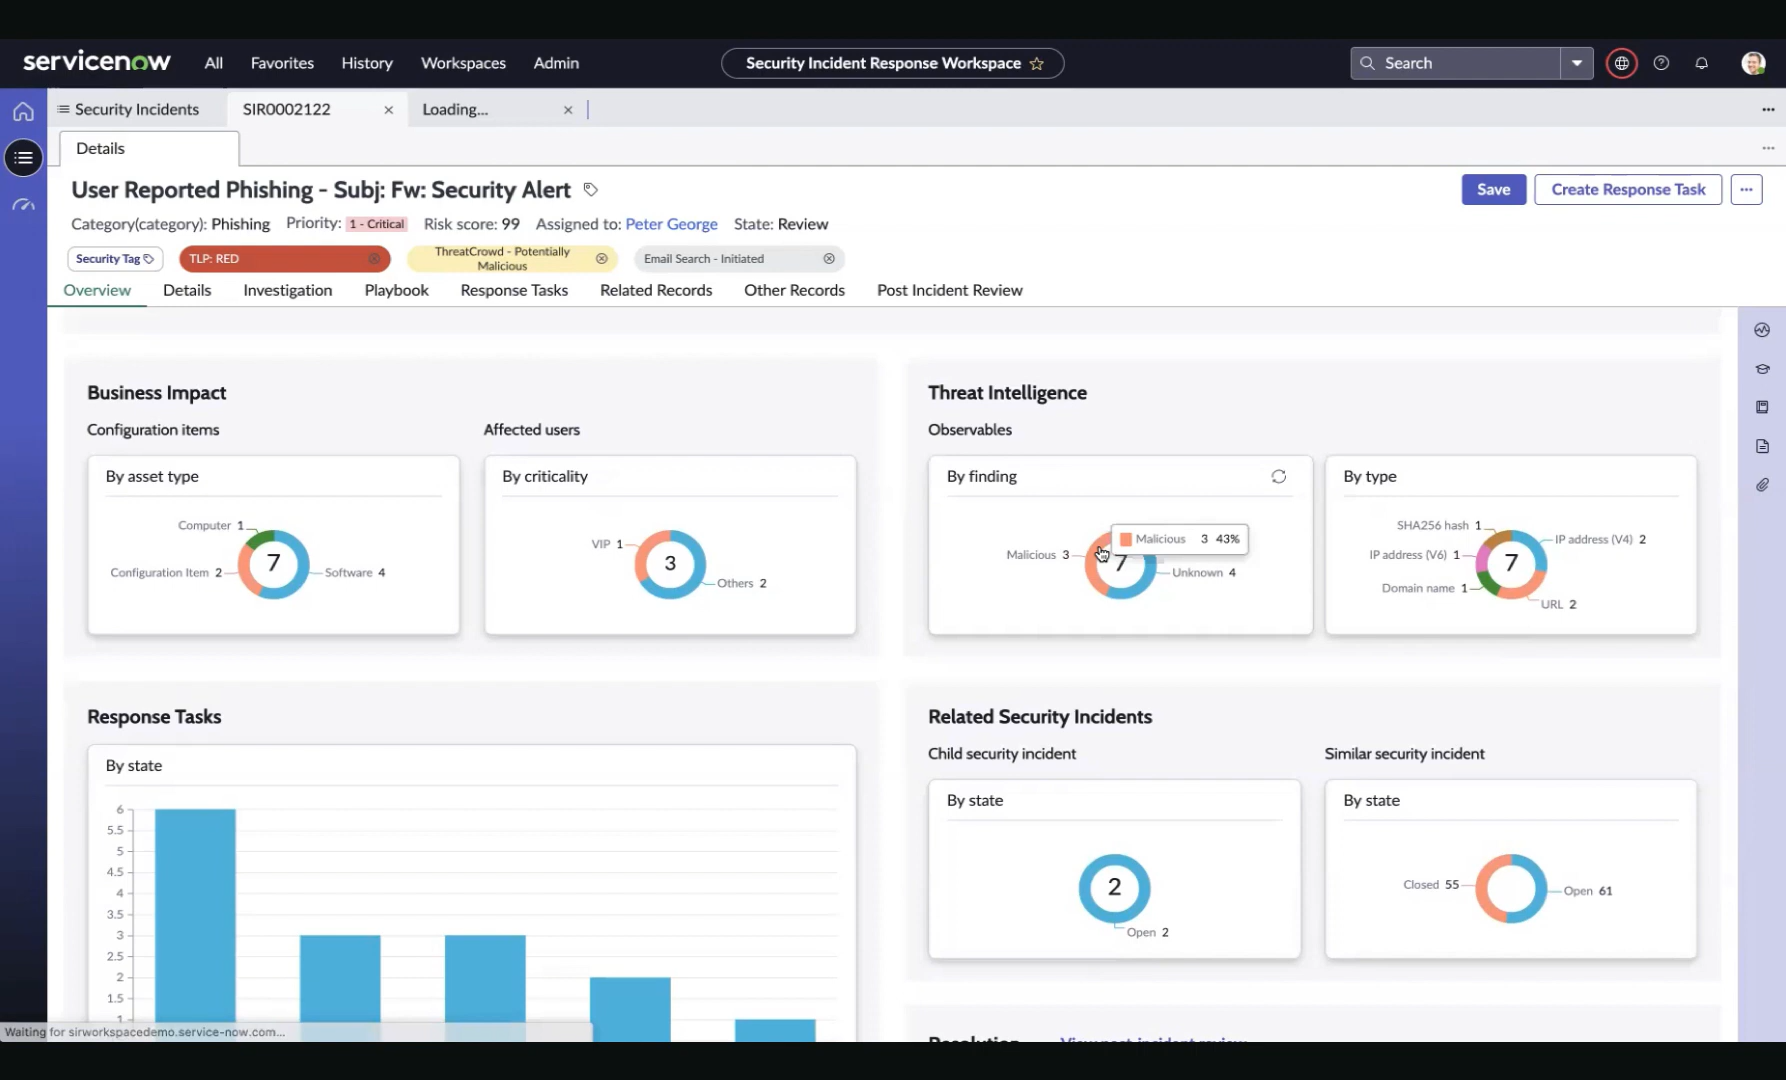 servicenow All Favorites History Workspaces Admin Security Incident Response Workspace Search
Security Incidents SIR0002122 Loading...
Details
User Reported Phishing - Subj: Fw: Security Alert
Save Create Response Task
Category(category): Phishing Priority: 1 - Critical Risk score: 99 Assigned to: Peter George State: Review
Security Tag TLP: RED ThreatCrowd - Potentially Malicious Email Search - Initiated
Overview Details Investigation Playbook Response Tasks Related Records Other Records Post Incident Review
Business Impact
Configuration items
By asset type
Computer 1
Configuration Item 2
7
Software 4
Affected users
By criticality
VIP 1
3
Others 2
Threat Intelligence
Observables
By finding
Malicious 3 43%
Malicious 3
7
Unknown 4
By type
SHA256 hash 1
IP address (V4) 2
IP address (V6) 1
7
Domain name 1
URL 2
Response Tasks
By state
6
5.5
5
4.5
4
3.5
3
2.5
2
1.5
1
Related Security Incidents
Child security incident
By state
2
Open 2
Similar security incident
By state
Closed 55
Open 61
Resolution View post incident review
Waiting for sirworkspacedemo.service-now.com...